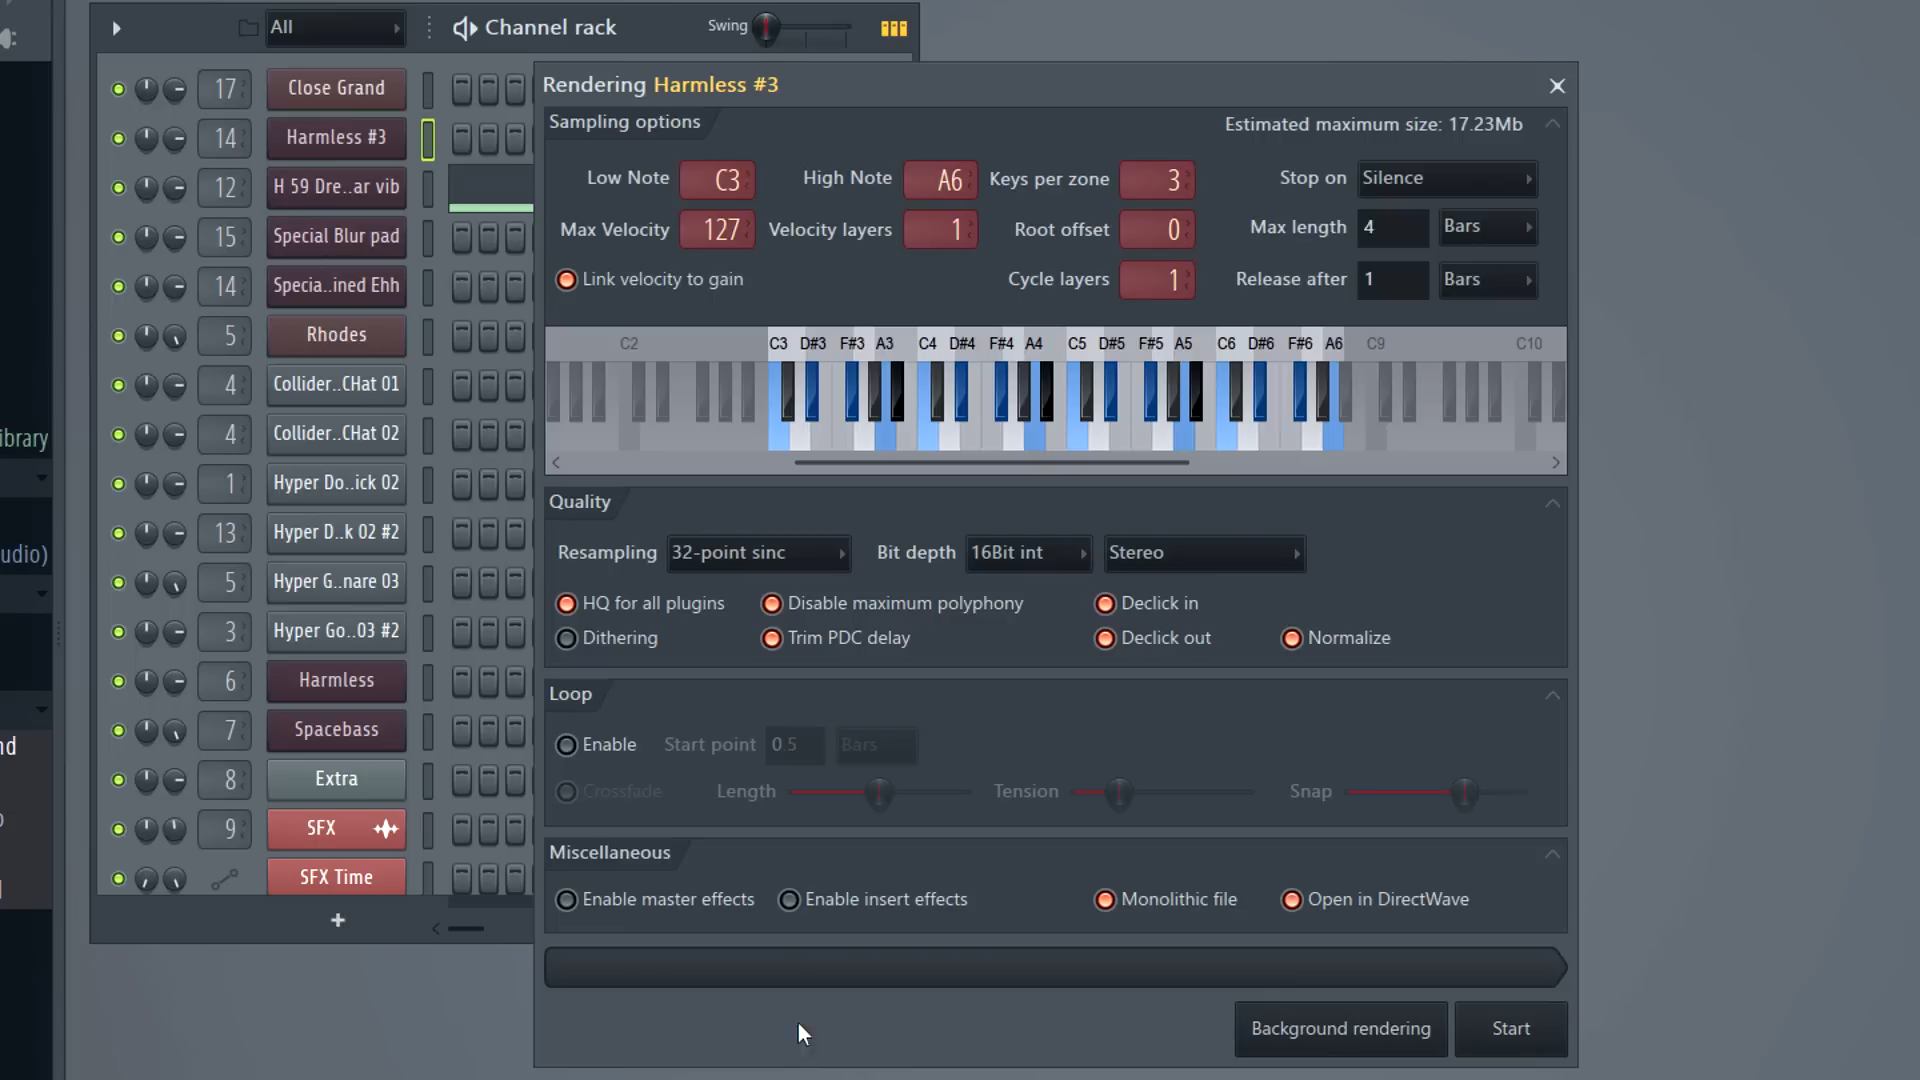 All
Channel rack
Swing
17 Close Grand
14 Harmless #3
12 H 59 Dre..ar vib
15 Special Blur pad
14 Specia..ined Ehh
5 Rhodes
4 Collider..CHat 01
4 Collider..CHat 02
1 Hyper Do..ick 02
13 Hyper D..k 02 #2
5 Hyper G..nare 03
3 Hyper Go..03 #2
6 Harmless
7 Spacebass
8 Extra
9 SFX
SFX Time
+
ibrary
udio)
nd
Rendering Harmless #3
Sampling options
Estimated maximum size: 17.23Mb
Low Note C3 High Note A6 Keys per zone 3 Stop on Silence
Max Velocity 127 Velocity layers 1 Root offset 0 Max length 4 Bars
Link velocity to gain Cycle layers 1 Release after 1 Bars
C2 C3 D#3 F#3 A3 C4 D#4 F#4 A4 C5 D#5 F#5 A5 C6 D#6 F#6 A6 C9 C10
Quality
Resampling 32-point sinc Bit depth 16Bit int Stereo
HQ for all plugins Disable maximum polyphony Declick in
Dithering Trim PDC delay Declick out Normalize
Loop
Enable Start point 0.5 Bars
Crossfade Length Tension Snap
Miscellaneous
Enable master effects Enable insert effects Monolithic file Open in DirectWave
Background rendering Start